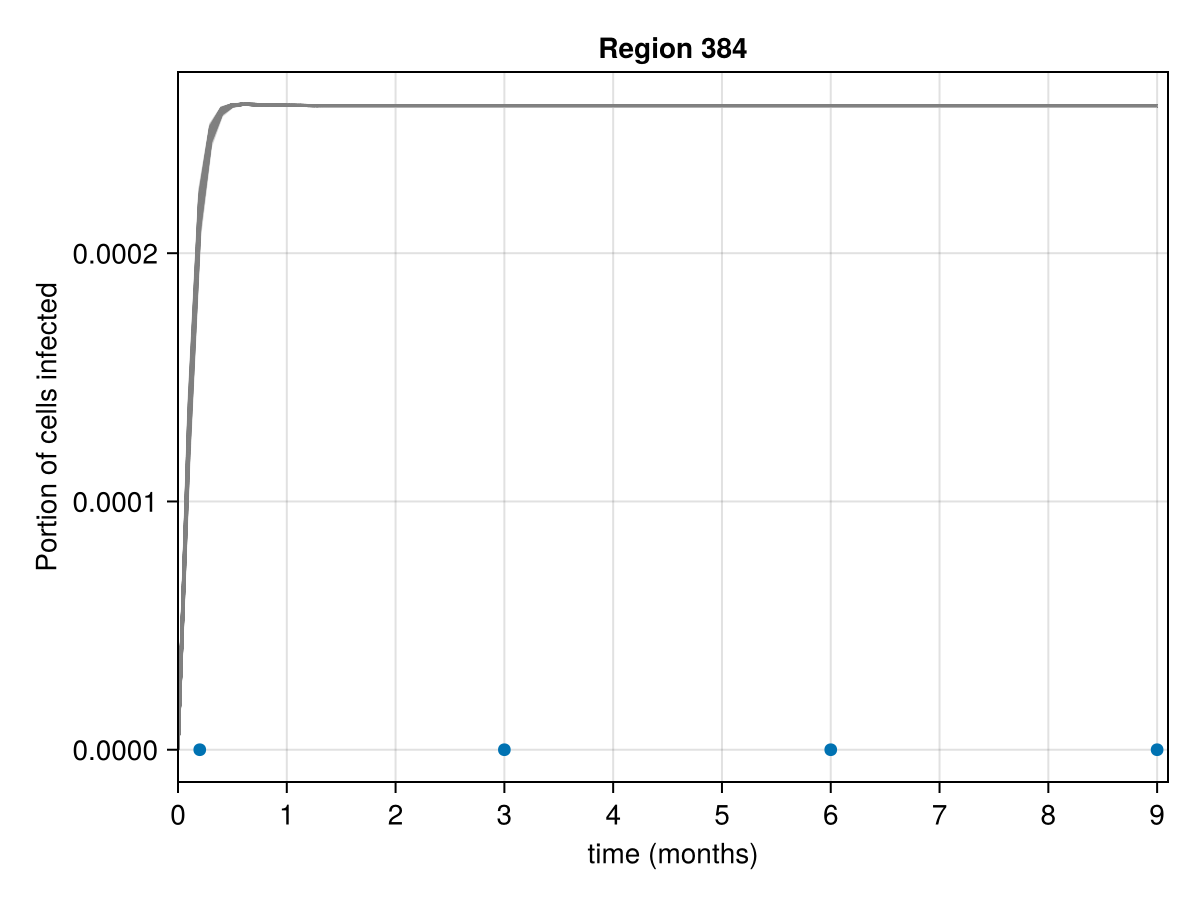 Region 384
Portion of cells infected
0.0002
0.0001
0.0000
0 1 2 3 4 5 6 7 8 9
time (months)